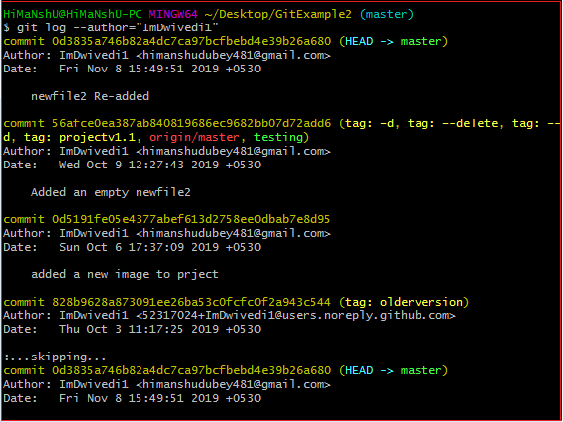 HiMaNshU@HiMaNshU-PC MINGW64 ~/Desktop/GitExample2 (master)
$ git log --author="ImDwivedi1"
commit 0d3835a746b82a4dc7ca97bcfbebd4e39b26a680 (HEAD -> master)
Author: ImDwivedi1 <himanshudubey481@gmail.com>
Date:   Fri Nov 8 15:49:51 2019 +0530
    newfile2 Re-added
commit 56afce0ea387ab840819686ec9682bb07d72add6 (tag: -d, tag: --delete, tag: --
d, tag: projectv1.1, origin/master, testing)
Author: ImDwivedi1 <himanshudubey481@gmail.com>
Date:   Wed Oct 9 12:27:43 2019 +0530
    Added an empty newfile2
commit 0d5191fe05e4377abef613d2758ee0dbab7e8d95
Author: ImDwivedi1 <himanshudubey481@gmail.com>
Date:   Sun Oct 6 17:37:09 2019 +0530
    added a new image to prject
commit 828b9628a873091ee26ba53c0fcfc0f2a943c544 (tag: olderversion)
Author: ImDwivedi1 <52317024+ImDwivedi1@users.noreply.github.com>
Date:   Thu Oct 3 11:17:25 2019 +0530
:...skipping...
commit 0d3835a746b82a4dc7ca97bcfbebd4e39b26a680 (HEAD -> master)
Author: ImDwivedi1 <himanshudubey481@gmail.com>
Date:   Fri Nov 8 15:49:51 2019 +0530